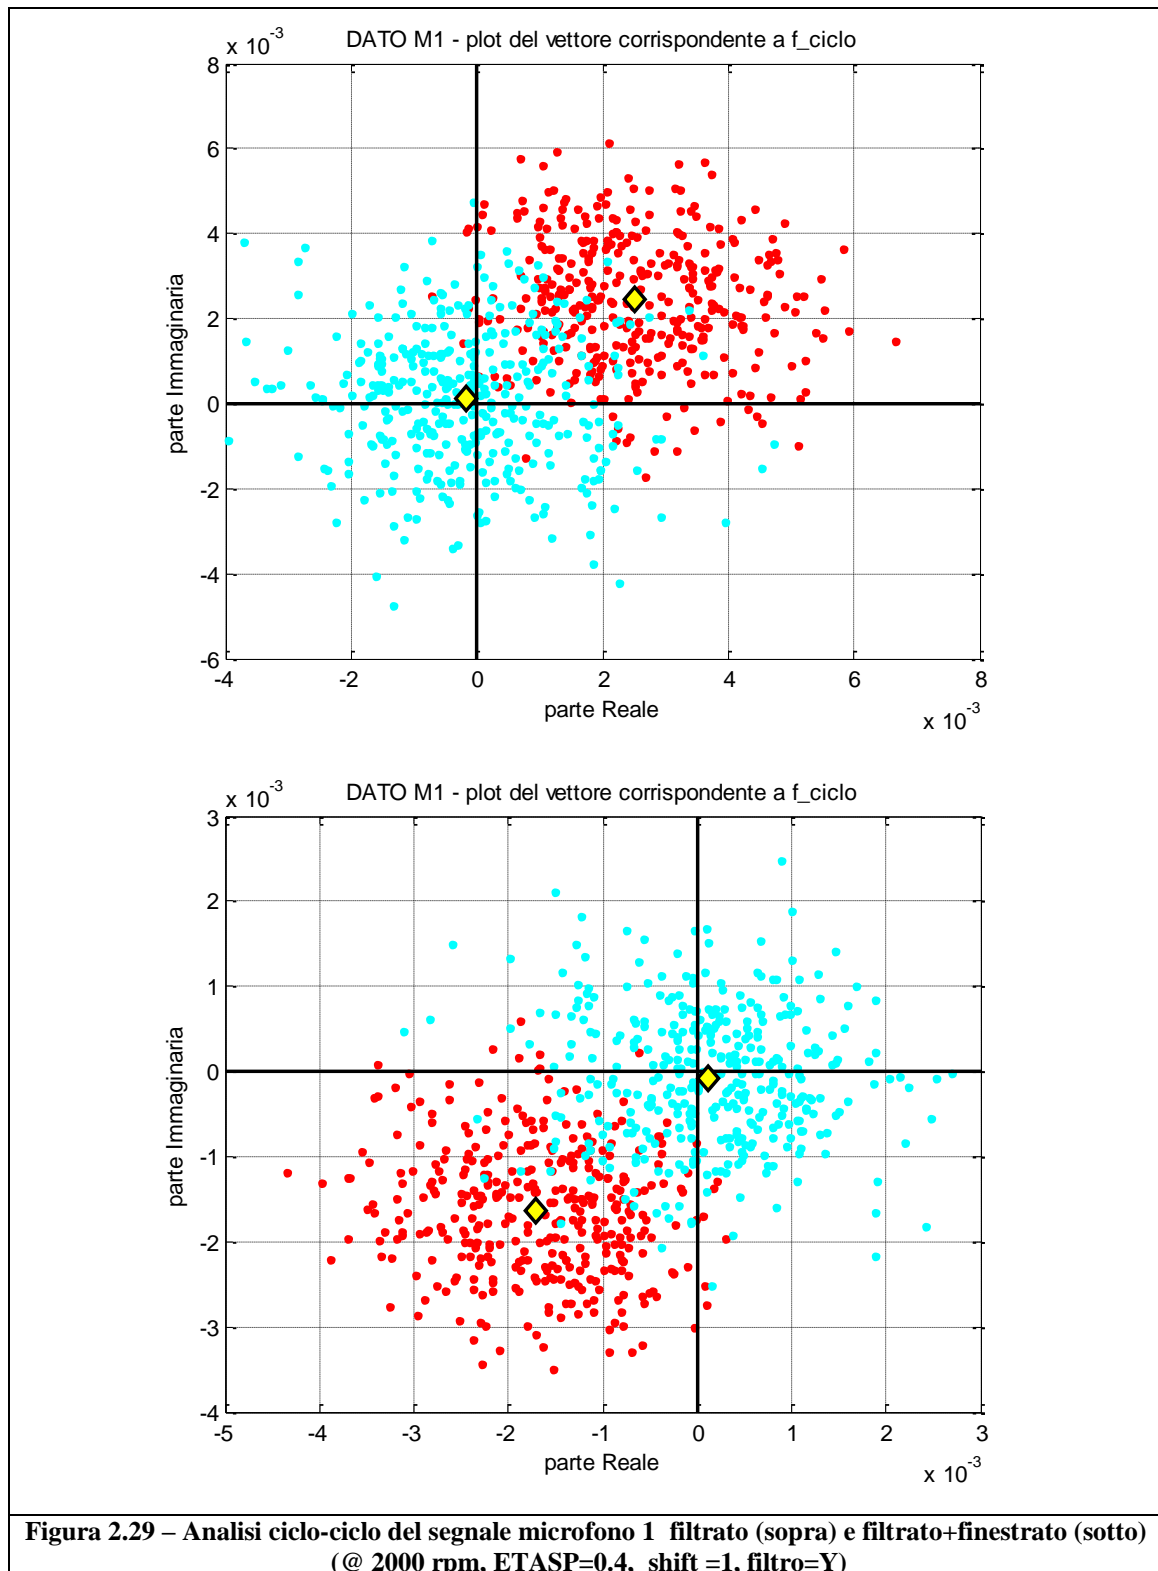 DATO M1 - plot del vettore corrispondente a f_ciclo
x 10^-3
8
6
4
2
0
-2
-4
-6
parte Immaginaria
-4 -2 0 2 4 6 8
parte Reale
x 10^-3
DATO M1 - plot del vettore corrispondente a f_ciclo
x 10^-3
3
2
1
0
-1
-2
-3
-4
parte Immaginaria
-5 -4 -3 -2 -1 0 1 2 3
parte Reale
x 10^-3
Figura 2.29 – Analisi ciclo-ciclo del segnale microfono 1 filtrato (sopra) e filtrato+finestrato (sotto)
(@ 2000 rpm, ETASP=0.4, shift =1, filtro=Y)